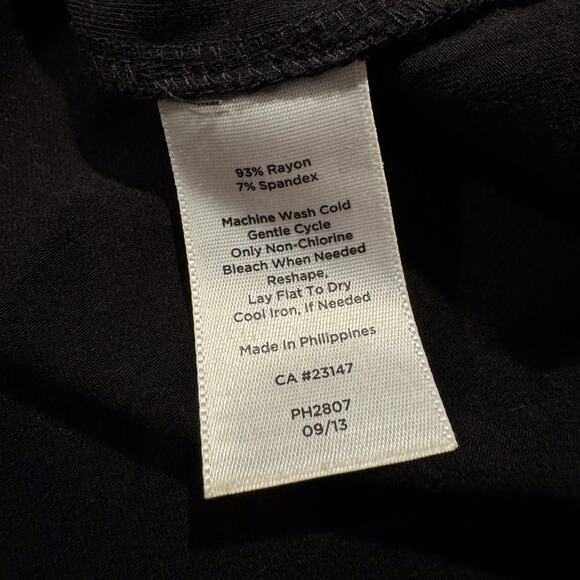 93% Rayon
7% Spandex
Machine Wash Cold
Gentle Cycle
Only Non-Chlorine
Bleach When Needed
Reshape,
Lay Flat To Dry
Cool Iron, If Needed
Made In Philippines
CA #23147
PH2807
09/13